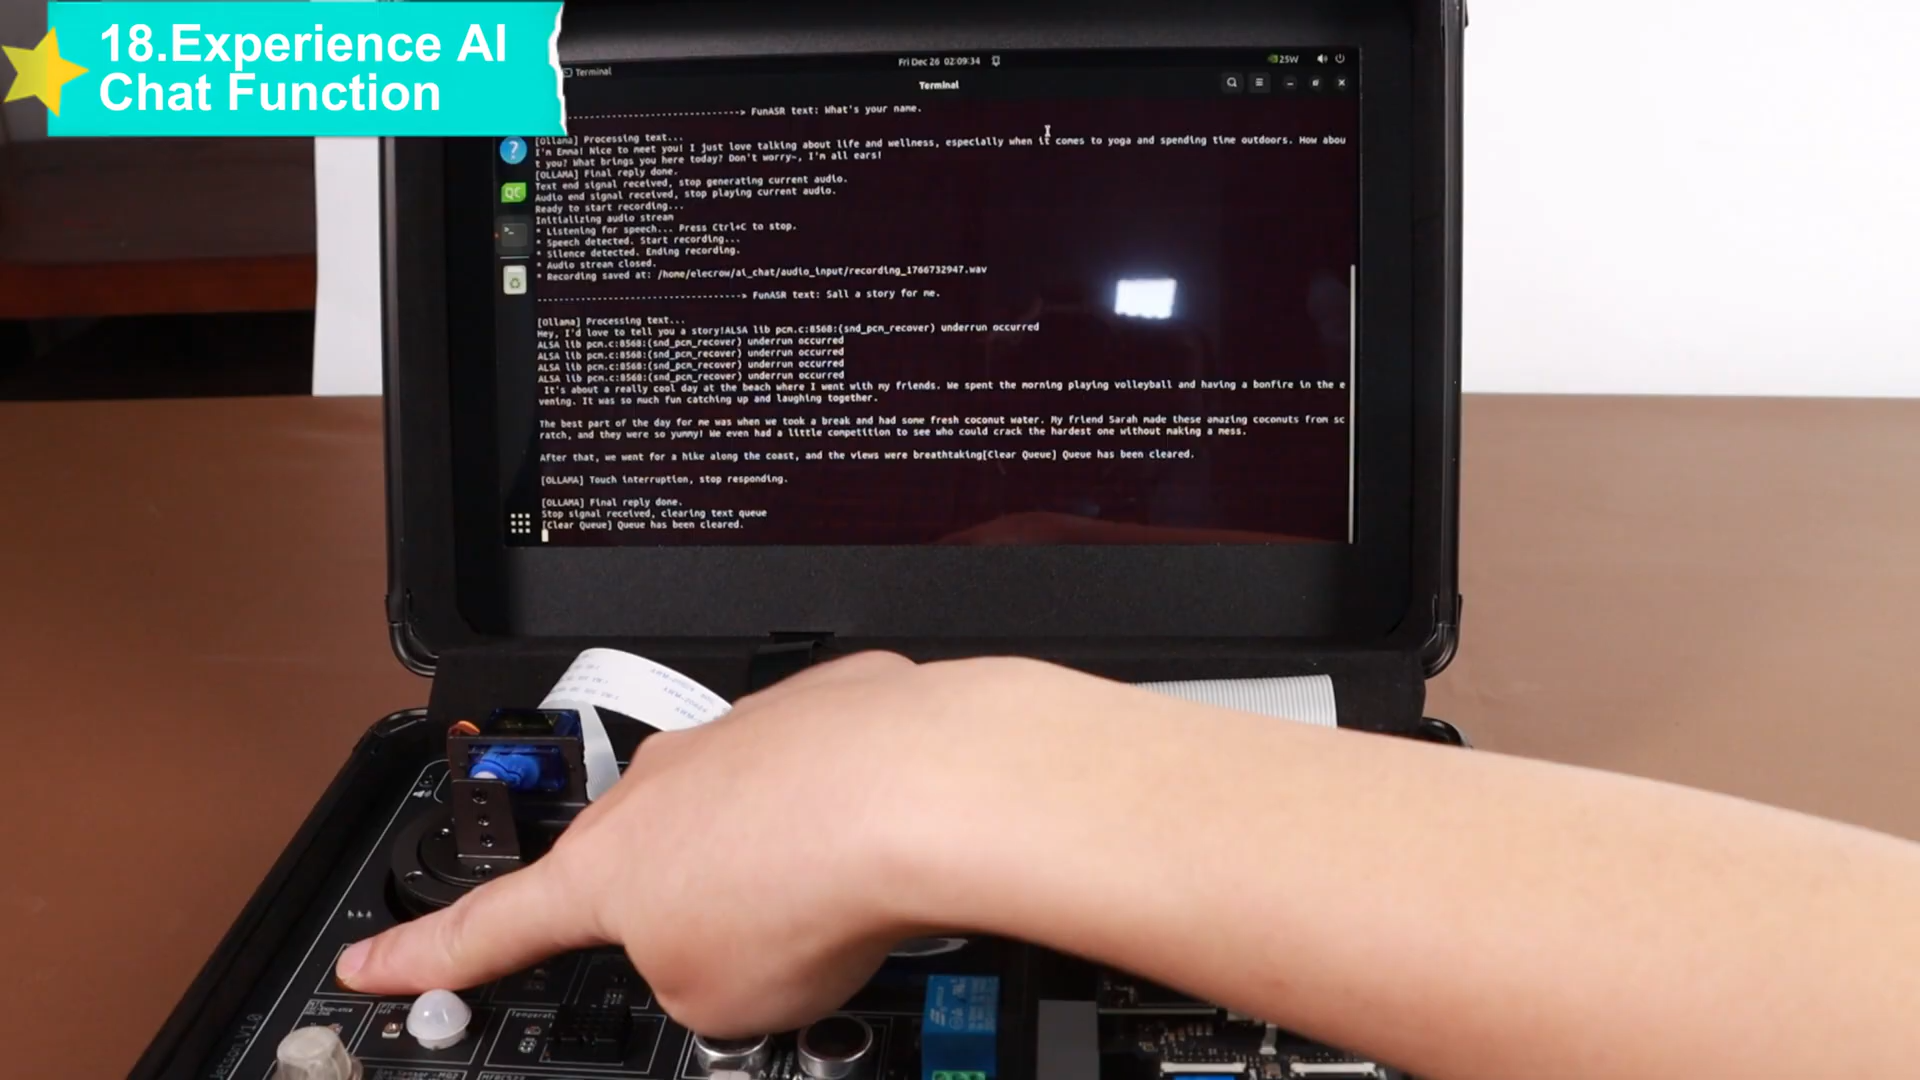 18.Experience AI
Chat Function
Terminal
Fri Dec 26 02:09:34
25W
Terminal
-----------------------------------> FunASR text: What's your name.
[Ollama] Processing text...
I'm Emma! Nice to meet you! I just love talking about life and wellness, especially when it comes to yoga and spending time outdoors. How abou
t you? What brings you here today? Don't worry~, I'm all ears!
[OLLAMA] Final reply done.
Text end signal received, stop generating current audio.
Audio end signal received, stop playing current audio.
Ready to start recording...
Initializing audio stream
* Listening for speech... Press Ctrl+C to stop.
* Speech detected. Start recording...
* Silence detected. Ending recording.
* Audio stream closed.
* Recording saved at: /home/elecrow/ai_chat/audio_input/recording_1766732947.wav
-----------------------------------> FunASR text: Sall a story for me.
[Ollama] Processing text...
Hey, I'd love to tell you a story!ALSA lib pcm.c:8568:(snd_pcm_recover) underrun occurred
ALSA lib pcm.c:8568:(snd_pcm_recover) underrun occurred
ALSA lib pcm.c:8568:(snd_pcm_recover) underrun occurred
ALSA lib pcm.c:8568:(snd_pcm_recover) underrun occurred
ALSA lib pcm.c:8568:(snd_pcm_recover) underrun occurred
It's about a really cool day at the beach where I went with my friends. We spent the morning playing volleyball and having a bonfire in the e
vening. It was so much fun catching up and laughing together.
The best part of the day for me was when we took a break and had some fresh coconut water. My friend Sarah made these amazing coconuts from sc
ratch, and they were so yummy! We even had a little competition to see who could crack the hardest one without making a mess.
After that, we went for a hike along the coast, and the views were breathtaking[Clear Queue] Queue has been cleared.
[OLLAMA] Touch interruption, stop responding.
[OLLAMA] Final reply done.
Stop signal received, clearing text queue
[Clear Queue] Queue has been cleared.